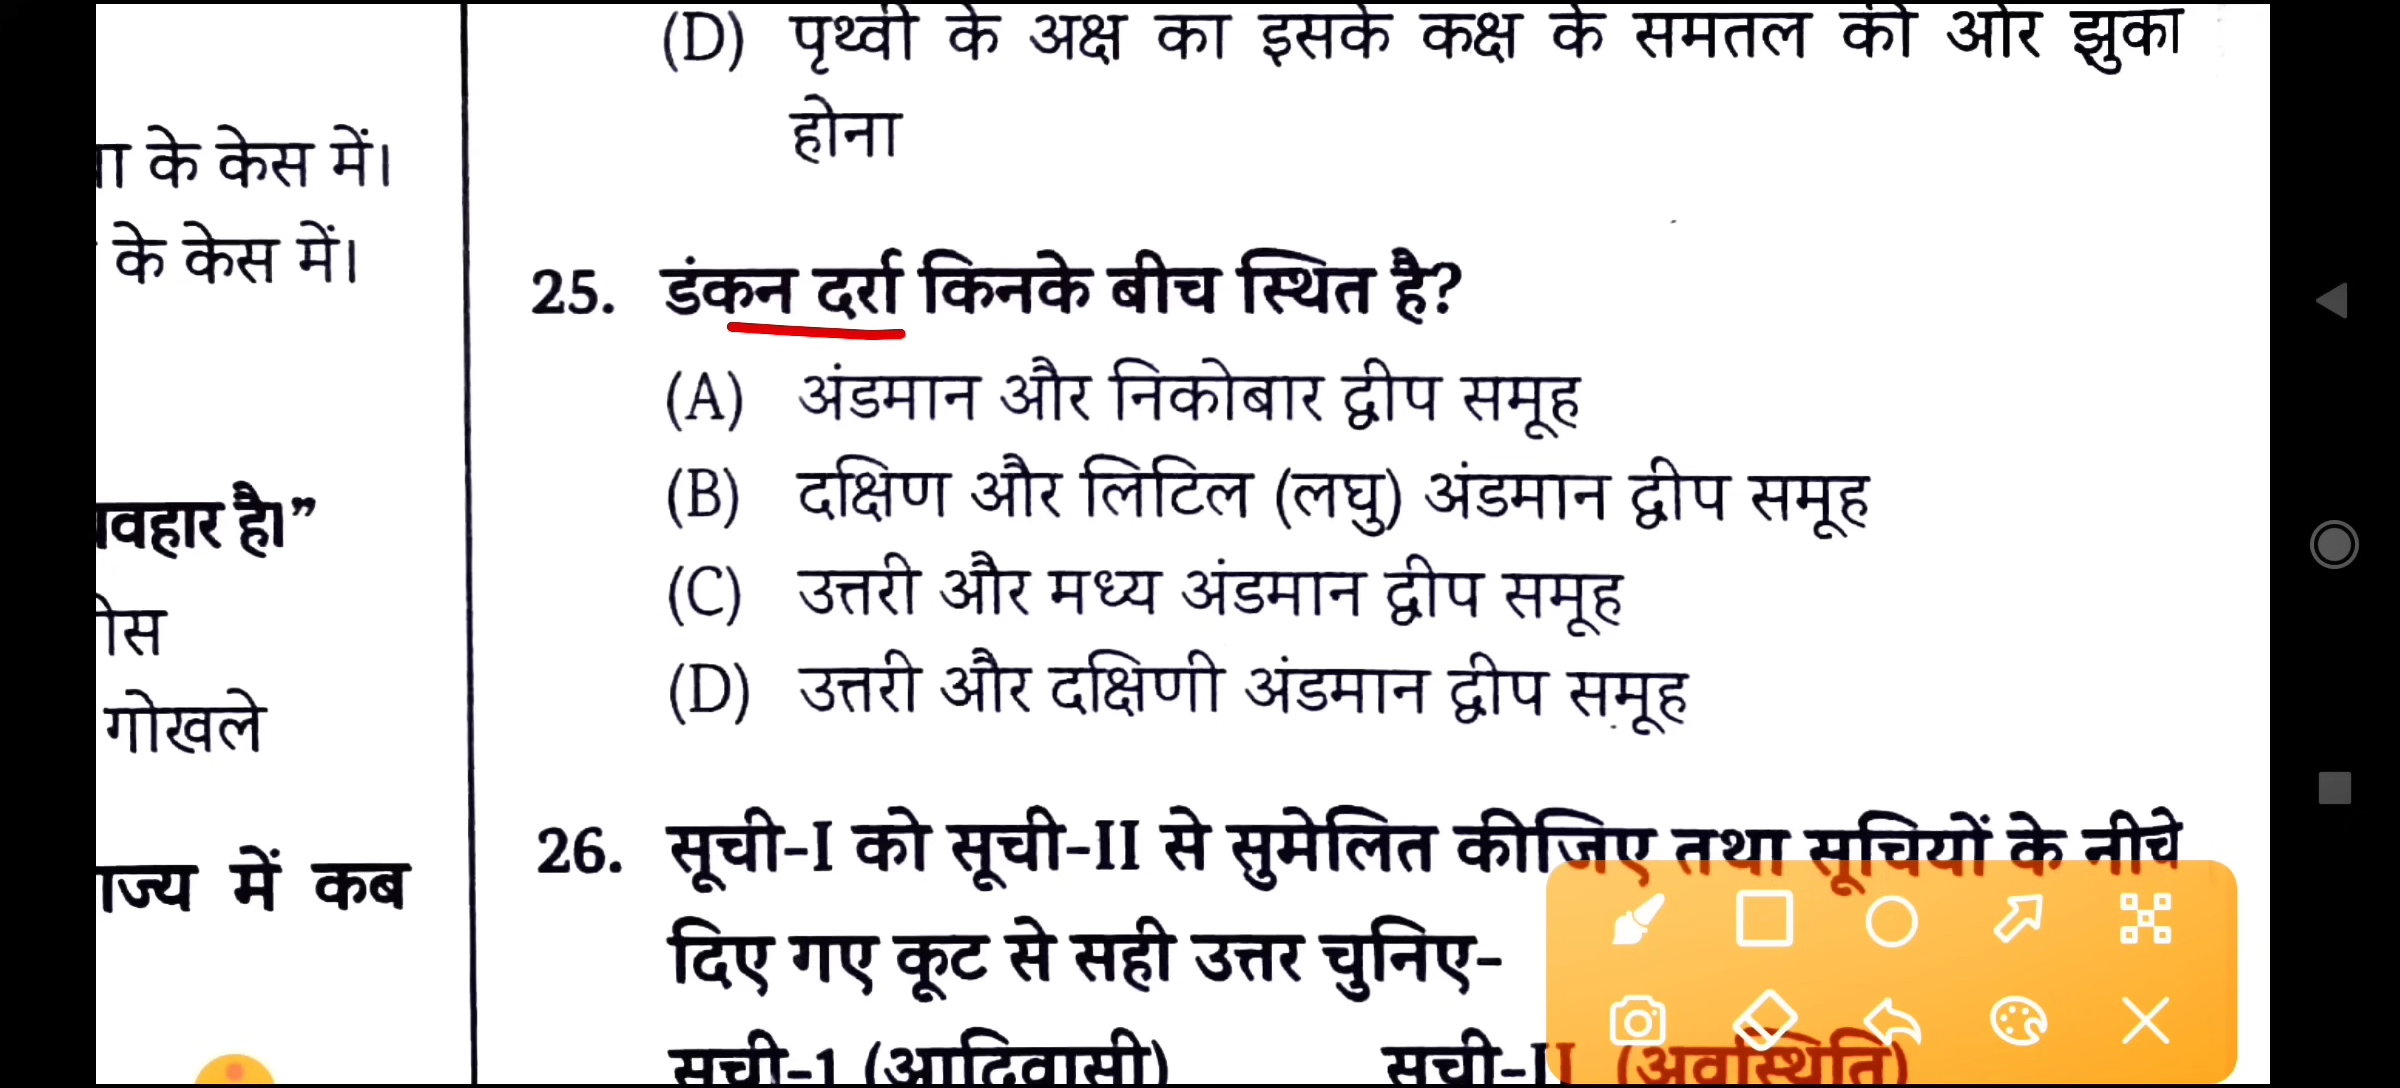 (D) पृथ्वी के अक्ष का इसके कक्ष के समतल की ओर झुका
होना
के केस में।
के केस में।
25. डंकन दर्रा किनके बीच स्थित है?
(A) अंडमान और निकोबार द्वीप समूह
(B) दक्षिण और लिटिल (लघु) अंडमान द्वीप समूह
(C) उत्तरी और मध्य अंडमान द्वीप समूह
(D) उत्तरी और दक्षिणी अंडमान द्वीप समूह
है।”
गोखले
में कब
26. सूची-I को सूची-II से सुमेलित कीजिए तथा सूचियों के नीचे
दिए गए कूट से सही उत्तर चुनिए-
सूची-1 (आदिवासी) सूची-II (अवस्थिति)